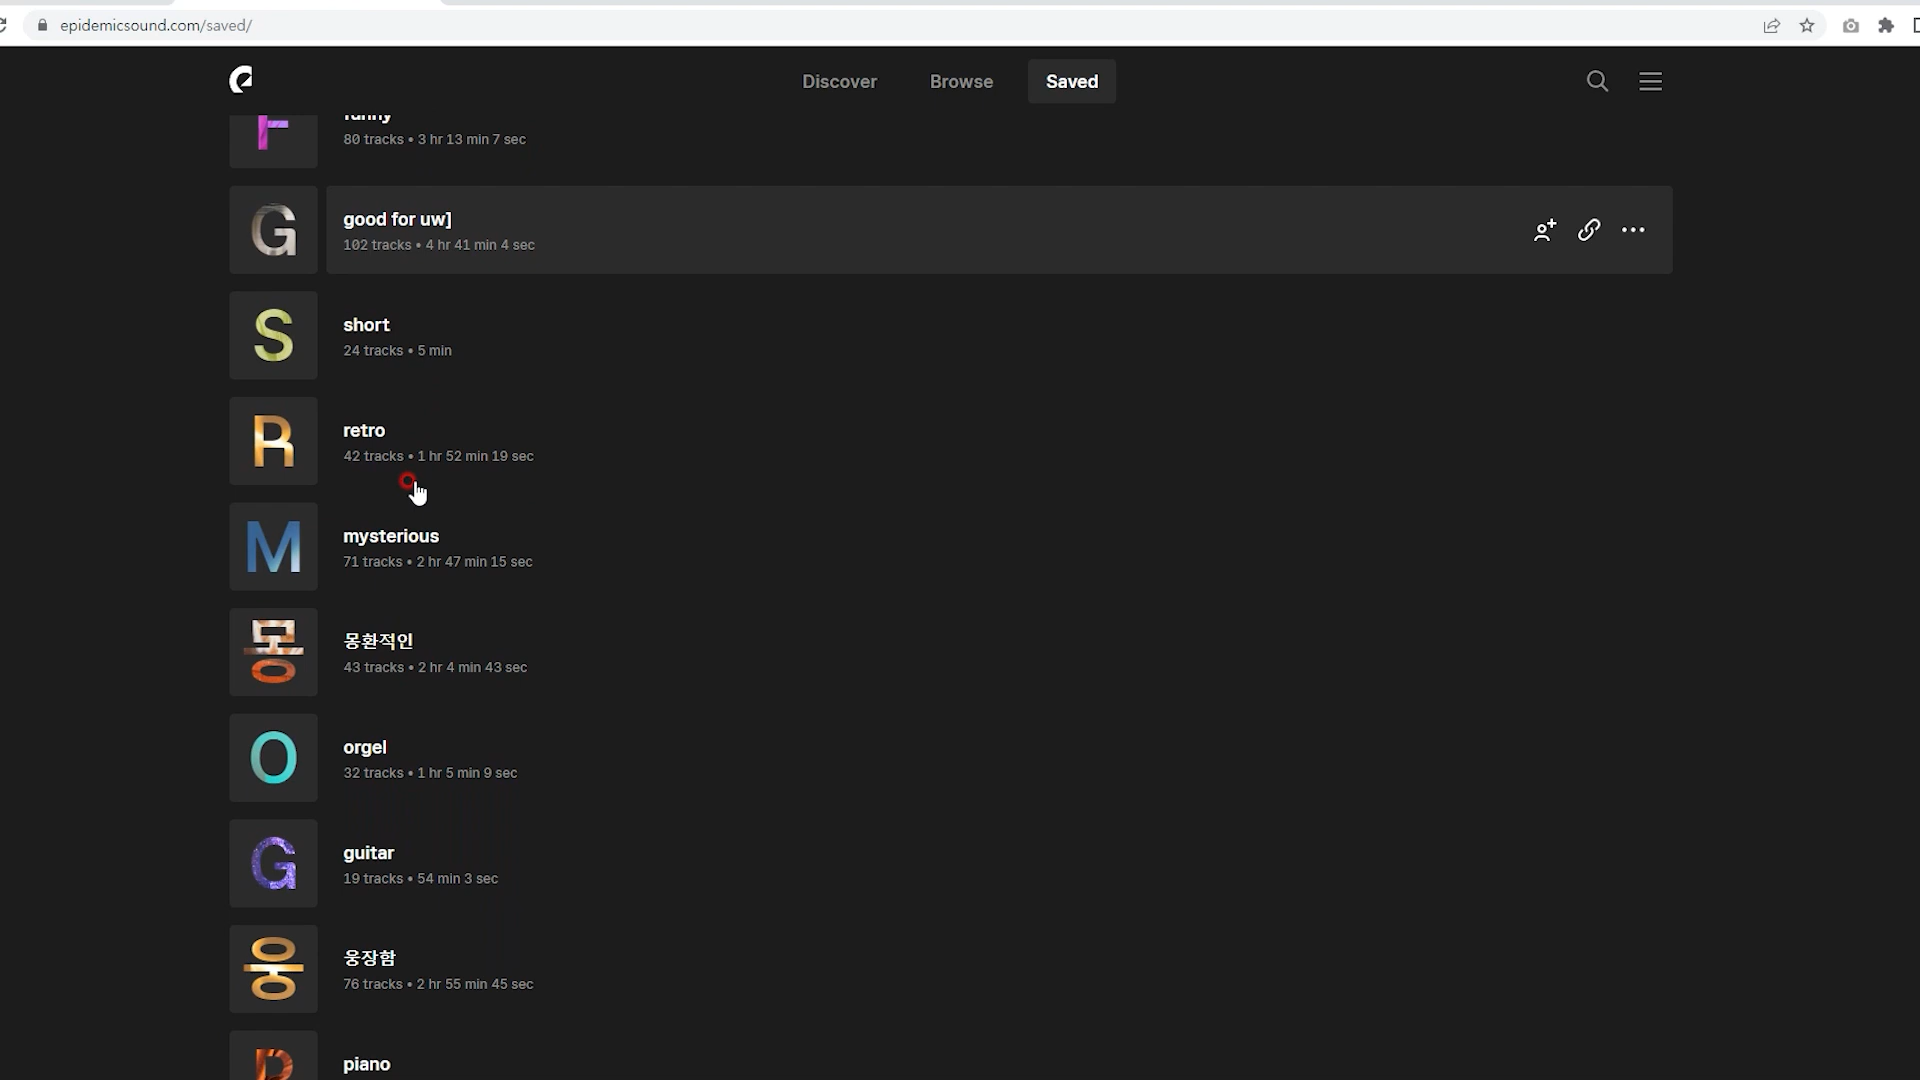 epidemicsound.com/saved/
Discover Browse Saved
funny
80 tracks • 3 hr 13 min 7 sec
G
good for uw]
102 tracks • 4 hr 41 min 4 sec
S
short
24 tracks • 5 min
R
retro
42 tracks • 1 hr 52 min 19 sec
M
mysterious
71 tracks • 2 hr 47 min 15 sec
몽
몽환적인
43 tracks • 2 hr 4 min 43 sec
O
orgel
32 tracks • 1 hr 5 min 9 sec
G
guitar
19 tracks • 54 min 3 sec
웅
웅장함
76 tracks • 2 hr 55 min 45 sec
P
piano